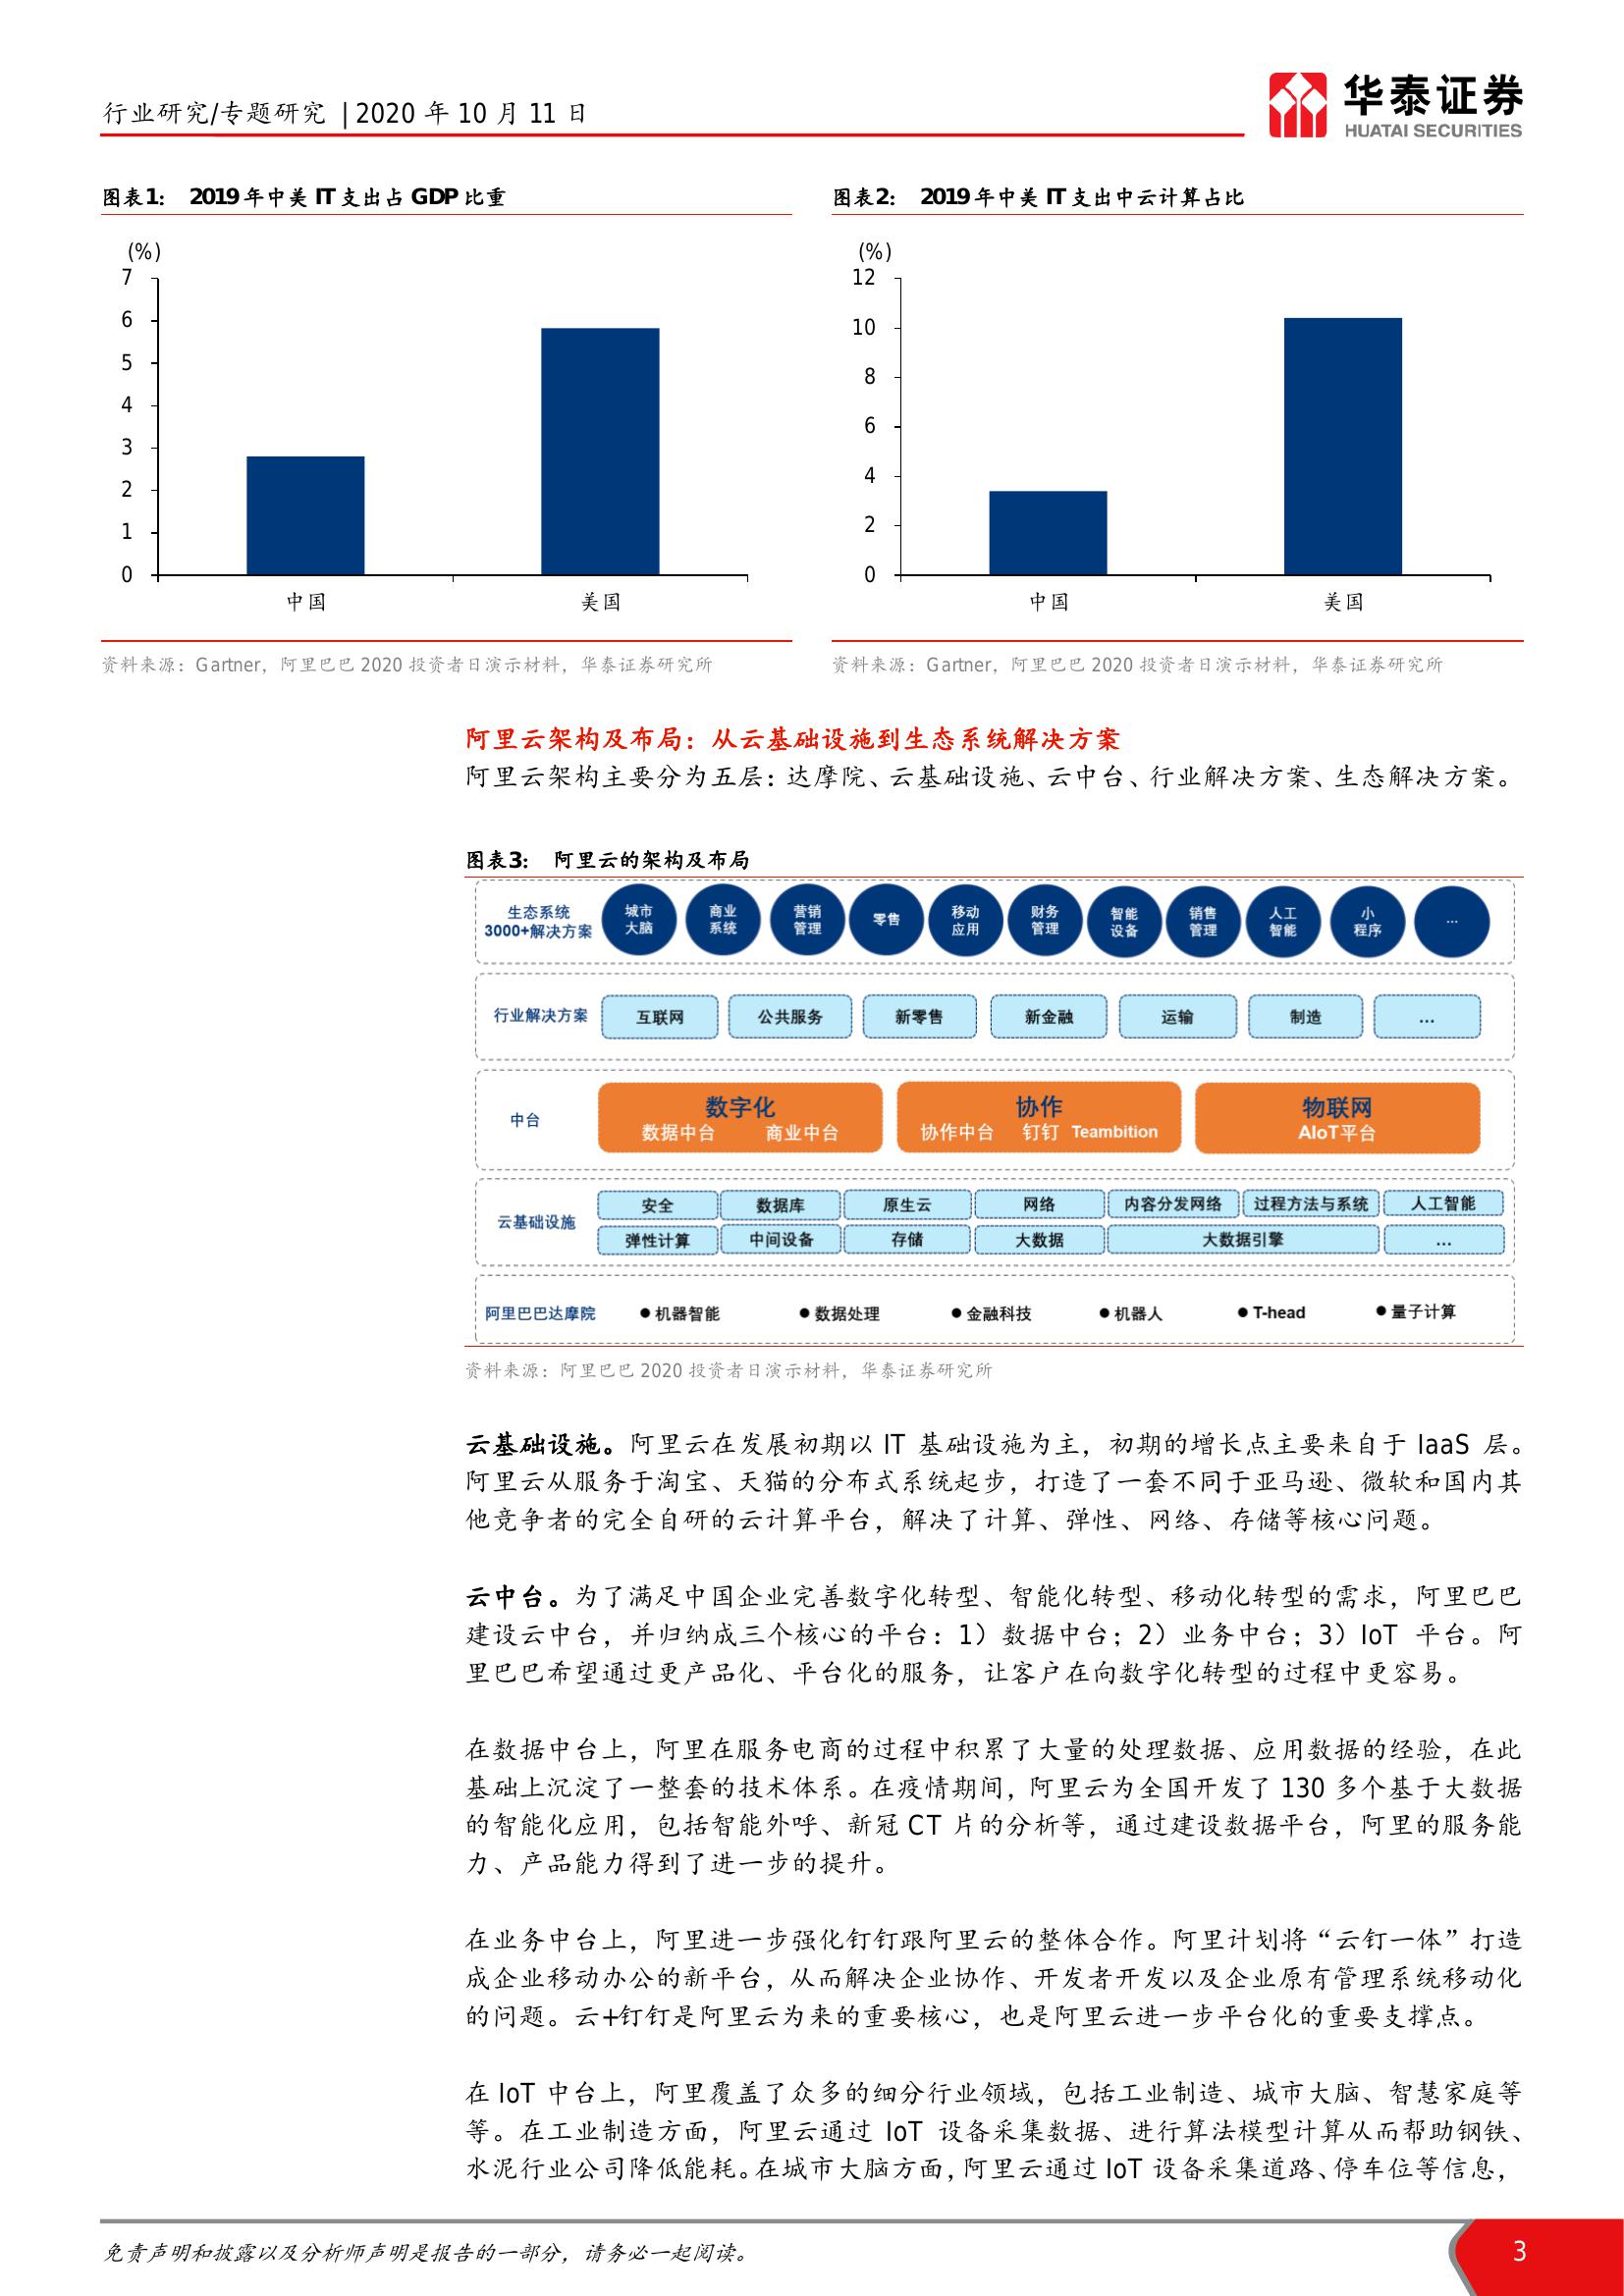 行业研究/专题研究 | 2020 年 10 月 11 日
华泰证券
HUATAI SECURITIES
图表1: 2019 年中美 IT 支出占 GDP 比重
(%)
7
6
5
4
3
2
1
0
中国 美国
资料来源：Gartner，阿里巴巴 2020 投资者日演示材料，华泰证券研究所
图表2: 2019 年中美 IT 支出中云计算占比
(%)
12
10
8
6
4
2
0
中国 美国
资料来源：Gartner，阿里巴巴 2020 投资者日演示材料，华泰证券研究所
阿里云架构及布局：从云基础设施到生态系统解决方案
阿里云架构主要分为五层：达摩院、云基础设施、云中台、行业解决方案、生态解决方案。
图表3: 阿里云的架构及布局
生态系统
3000+解决方案
城市
大脑
商业
系统
营销
管理
零售
移动
应用
财务
管理
智能
设备
销售
管理
人工
智能
小
程序
...
行业解决方案 互联网 公共服务 新零售 新金融 运输 制造 ...
中台
数字化
数据中台 商业中台
协作
协作中台 钉钉 Teambition
物联网
AIoT平台
云基础设施
安全 数据库 原生云 网络 内容分发网络 过程方法与系统 人工智能
弹性计算 中间设备 存储 大数据 大数据引擎 ...
阿里巴巴达摩院 ● 机器智能 ● 数据处理 ● 金融科技 ● 机器人 ● T-head ● 量子计算
资料来源：阿里巴巴 2020 投资者日演示材料，华泰证券研究所
云基础设施。阿里云在发展初期以 IT 基础设施为主，初期的增长点主要来自于 IaaS 层。
阿里云从服务于淘宝、天猫的分布式系统起步，打造了一套不同于亚马逊、微软和国内其
他竞争者的完全自研的云计算平台，解决了计算、弹性、网络、存储等核心问题。
云中台。为了满足中国企业完善数字化转型、智能化转型、移动化转型的需求，阿里巴巴
建设云中台，并归纳成三个核心的平台：1）数据中台；2）业务中台；3）IoT 平台。阿
里巴巴希望通过更产品化、平台化的服务，让客户在向数字化转型的过程中更容易。
在数据中台上，阿里在服务电商的过程中积累了大量的处理数据、应用数据的经验，在此
基础上沉淀了一整套的技术体系。在疫情期间，阿里云为全国开发了 130 多个基于大数据
的智能化应用，包括智能外呼、新冠 CT 片的分析等，通过建设数据平台，阿里的服务能
力、产品能力得到了进一步的提升。
在业务中台上，阿里进一步强化钉钉跟阿里云的整体合作。阿里计划将“云钉一体”打造
成企业移动办公的新平台，从而解决企业协作、开发者开发以及企业原有管理系统移动化
的问题。云+钉钉是阿里云为来的重要核心，也是阿里云进一步平台化的重要支撑点。
在 IoT 中台上，阿里覆盖了众多的细分行业领域，包括工业制造、城市大脑、智慧家庭等
等。在工业制造方面，阿里云通过 IoT 设备采集数据、进行算法模型计算从而帮助钢铁、
水泥行业公司降低能耗。在城市大脑方面，阿里云通过 IoT 设备采集道路、停车位等信息，
免责声明和披露以及分析师声明是报告的一部分，请务必一起阅读。
3